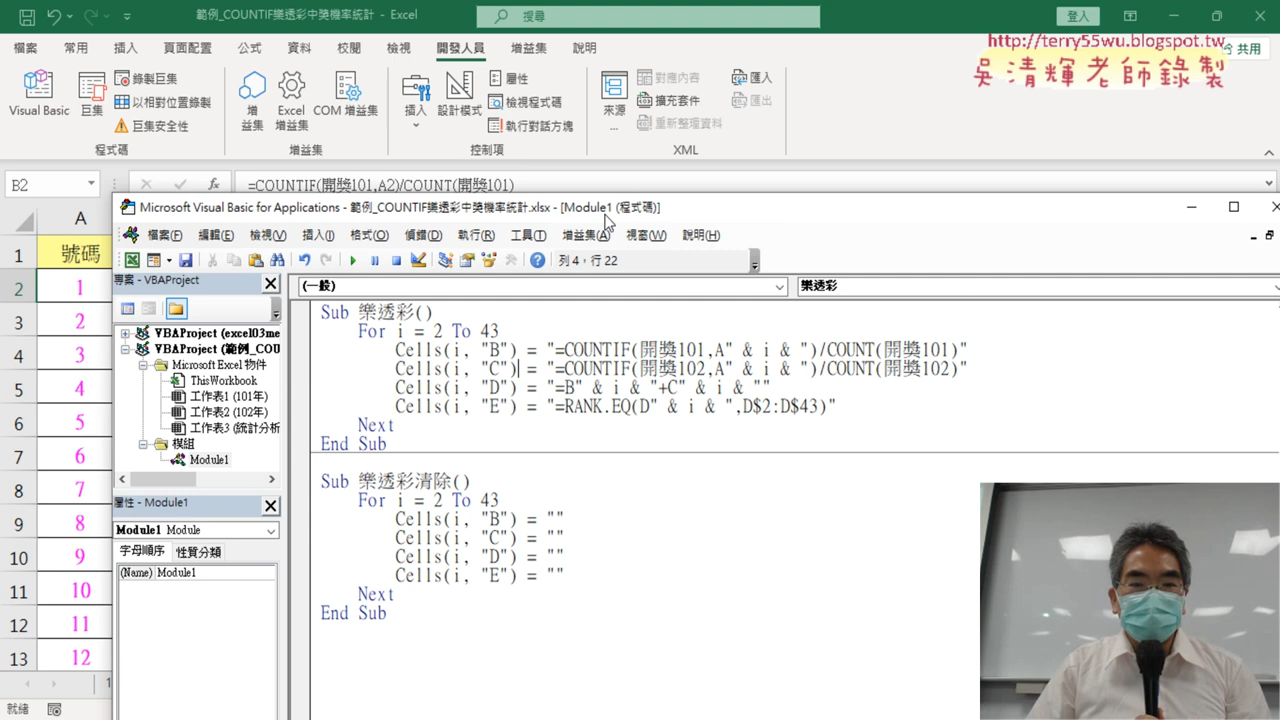 範例_COUNTIF樂透彩中獎機率統計 - Excel
搜尋
登入
檔案 常用 插入 頁面配置 公式 資料 校閱 檢視 開發人員 增益集 說明
共用
http://terry55wu.blogspot.tw
吳清輝老師錄製
Visual Basic
巨集
錄製巨集
以相對位置錄製
巨集安全性
程式碼
增益集
Excel 增益集
COM 增益集
增益集
插入
設計模式
屬性
檢視程式碼
執行對話方塊
控制項
來源
...
對應內容
擴充套件
重新整理資料
匯入
匯出
XML
B2
fx
=COUNTIF(開獎101,A2)/COUNT(開獎101)
A
1 號碼
2 1
3 2
4 3
5 4
6 5
7 6
8 7
9 8
10 9
11 10
12 11
13 12
就緒
Microsoft Visual Basic for Applications - 範例_COUNTIF樂透彩中獎機率統計.xlsx - [Module1 (程式碼)]
檔案(F) 編輯(E) 檢視(V) 插入(I) 格式(O) 偵錯(D) 執行(R) 工具(T) 增益集(A) 視窗(W) 說明(H)
列 4，行 22
專案 - VBAProject
VBAProject (excel03me
VBAProject (範例_COU
Microsoft Excel 物件
ThisWorkbook
工作表1 (101年)
工作表2 (102年)
工作表3 (統計分析
模組
Module1
屬性 - Module1
Module1 Module
字母順序 性質分類
(Name) Module1
(一般)
樂透彩
Sub 樂透彩()
For i = 2 To 43
Cells(i, "B") = "=COUNTIF(開獎101,A" & i & ")/COUNT(開獎101)"
Cells(i, "C") = "=COUNTIF(開獎102,A" & i & ")/COUNT(開獎102)"
Cells(i, "D") = "=B" & i & "+C" & i & ""
Cells(i, "E") = "=RANK.EQ(D" & i & ",D$2:D$43)"
Next
End Sub
Sub 樂透彩清除()
For i = 2 To 43
Cells(i, "B") = ""
Cells(i, "C") = ""
Cells(i, "D") = ""
Cells(i, "E") = ""
Next
End Sub